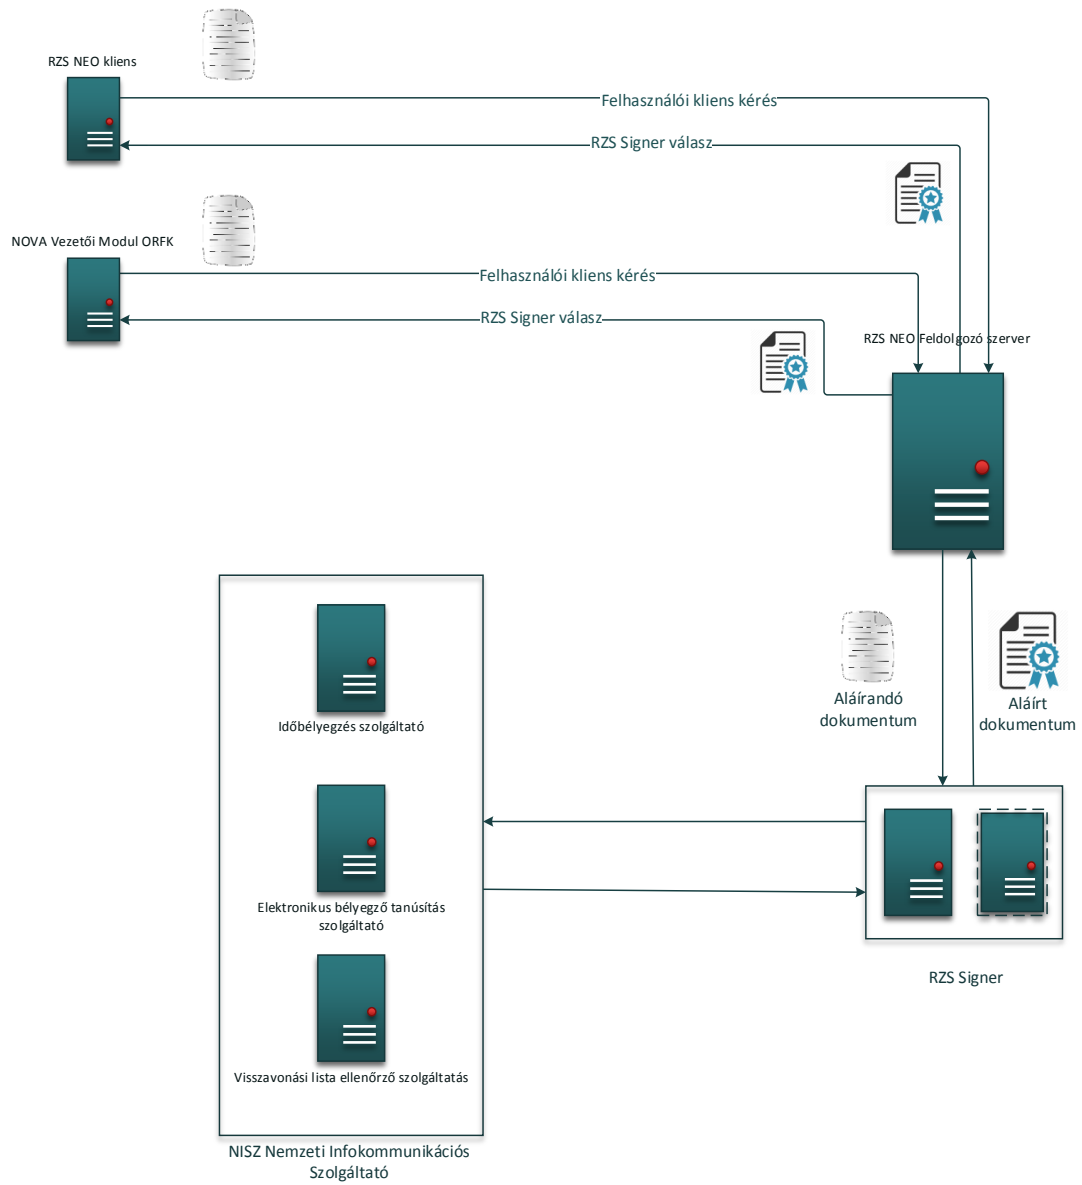 RZS NEO kliens
Felhasználói kliens kérés
RZS Signer válasz
NOVA Vezetői Modul ORFK
Felhasználói kliens kérés
RZS Signer válasz
RZS NEO Feldolgozó szerver
Aláírandó
dokumentum
Aláírt
dokumentum
Időbélyegzés szolgáltató
Elektronikus bélyegző tanúsítás
szolgáltató
RZS Signer
Visszavonási lista ellenőrző szolgáltatás
NISZ Nemzeti Infokommunikációs
Szolgáltató